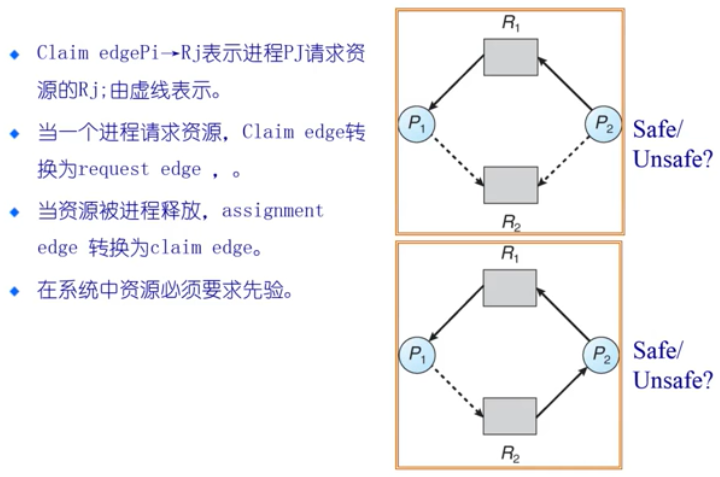 Claim edgePi→Rj表示进程PJ请求资
源的Rj;由虚线表示。
当一个进程请求资源,Claim edge转
换为request edge ,。
当资源被进程释放,assignment
edge 转换为claim edge。
在系统中资源必须要求先验。
R1
P1
P2
R2
Safe/
Unsafe?
R1
P1
P2
R2
Safe/
Unsafe?